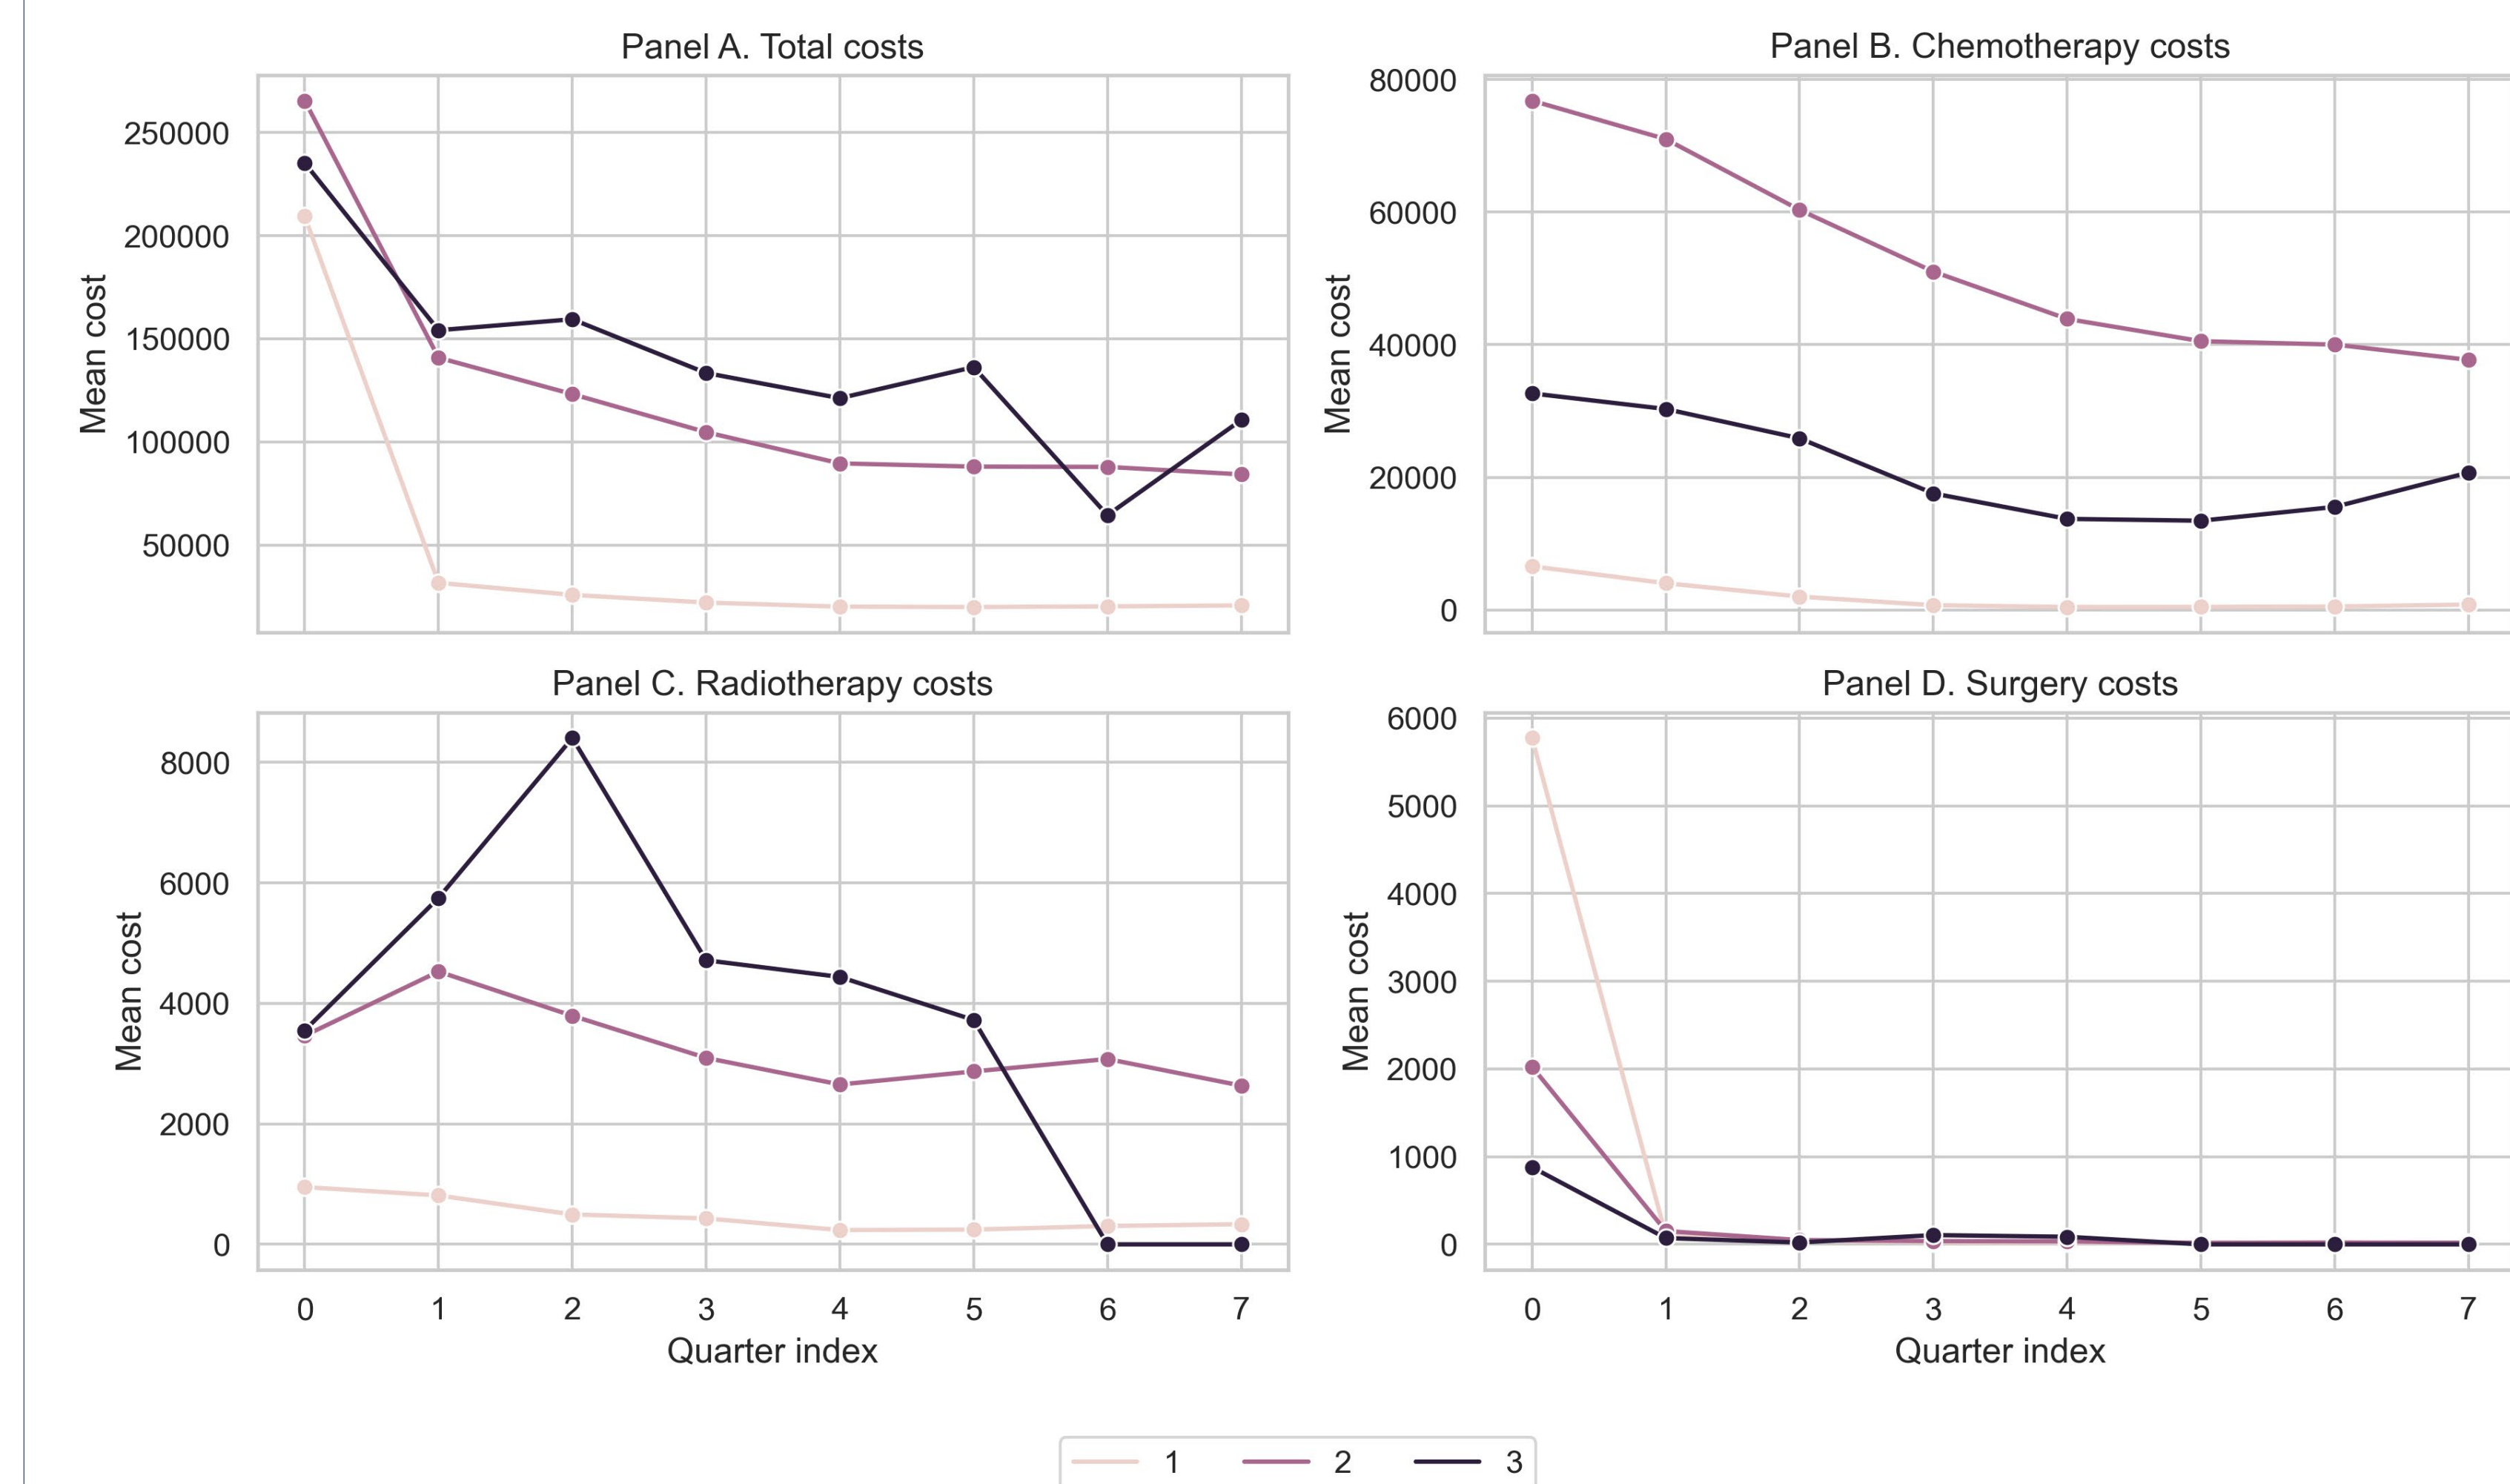 Panel A. Total costs
250000
200000
150000
100000
50000
Mean cost
Panel B. Chemotherapy costs
80000
60000
40000
20000
0
Mean cost
Panel C. Radiotherapy costs
8000
6000
4000
2000
0
Mean cost
0 1 2 3 4 5 6 7
Quarter index
Panel D. Surgery costs
6000
5000
4000
3000
2000
1000
0
Mean cost
0 1 2 3 4 5 6 7
Quarter index
1 2 3